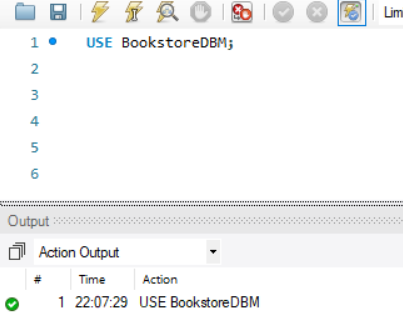 Lim
1 USE BookstoreDBM;
2
3
4
5
6
Output
Action Output
# Time Action
1 22:07:29 USE BookstoreDBM